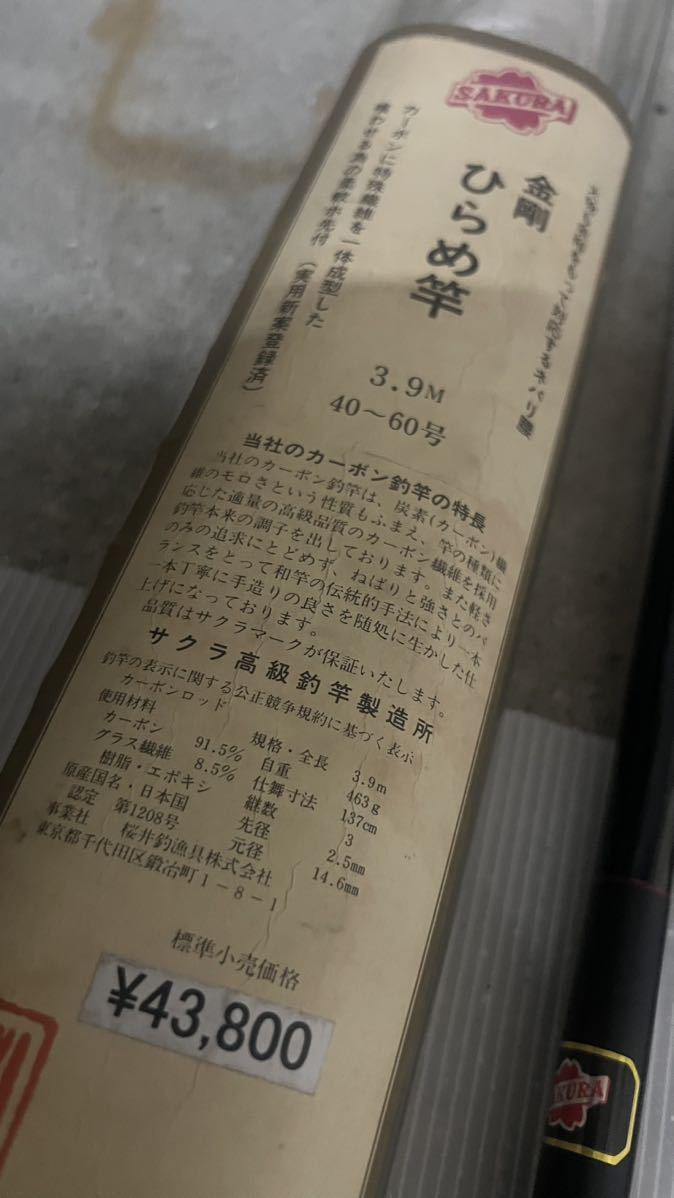 SAKURA
金剛
ひらめ竿
カーボンに特殊繊維を一体成型した
喰わせる魚の柔軟ホ先付（実用新案登録済）
3.9M
40～60号
当社のカーボン釣竿の特長
当社のカーボン釣竿は、炭素(カーボン)繊
維のモロさという性質もふまえ、竿の種類に
応じた適量の高級品質のカーボン繊維を採用
釣竿本来の調子を出しております。また軽さ
のみの追求にとどめず、ねばりと強さとのバ
ランスをとって和竿の伝統的手法により一本
一本丁寧に手造りの良さを随処に生かした仕
上げになっております。
品質はサクラマークが保証いたします。
サクラ高級釣竿製造所
釣竿の表示に関する公正競争規約に基づく表示
カーボンロッド
使用材料
カーボン 91.5%
グラス繊維 8.5%
樹脂・エポキシ
原産国名・日本国
認定 第1208号
規格・全長 3.9m
自重 463g
仕舞寸法 137cm
継数 3
先径 2.5mm
元径 14.6mm
事業社 桜井釣漁具株式会社
東京都千代田区鍛冶町1-8-1
標準小売価格
¥43,800
SAKURA